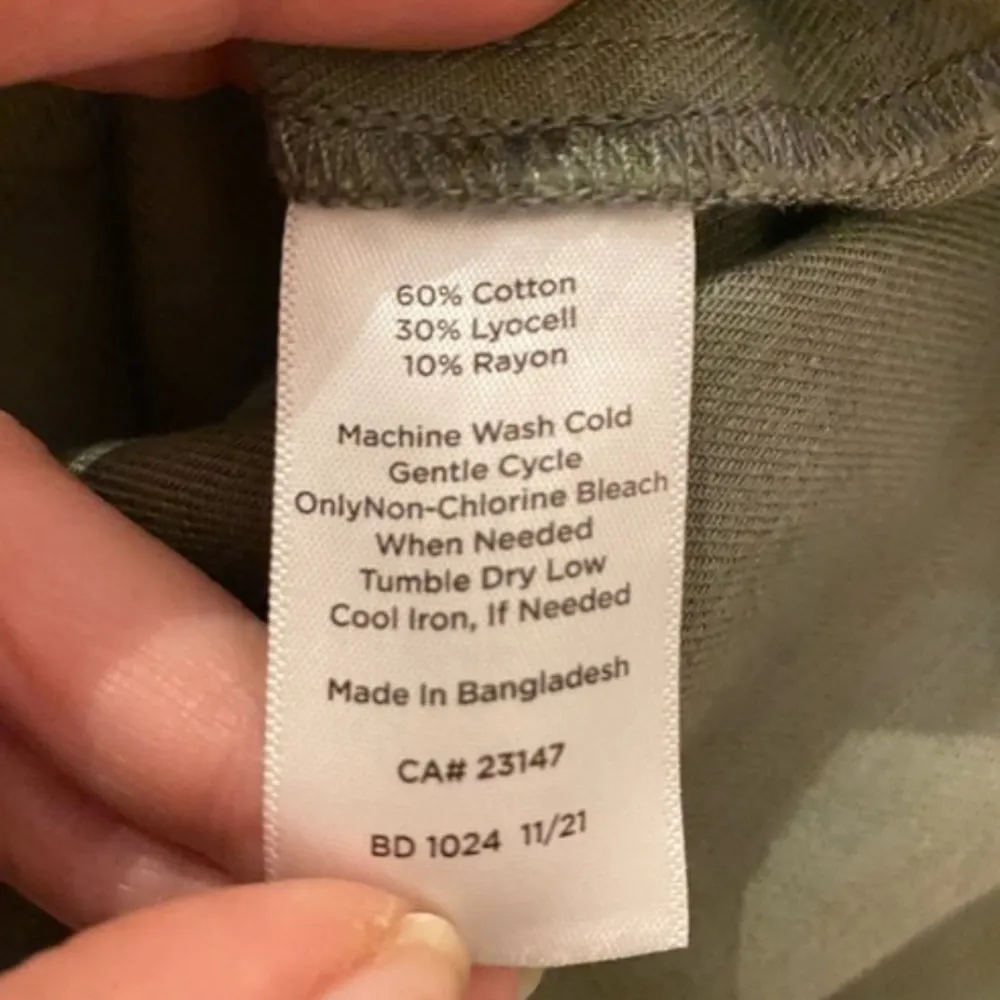 60% Cotton
30% Lyocell
10% Rayon
Machine Wash Cold
Gentle Cycle
OnlyNon-Chlorine Bleach
When Needed
Tumble Dry Low
Cool Iron, If Needed
Made In Bangladesh
CA# 23147
BD 1024 11/21